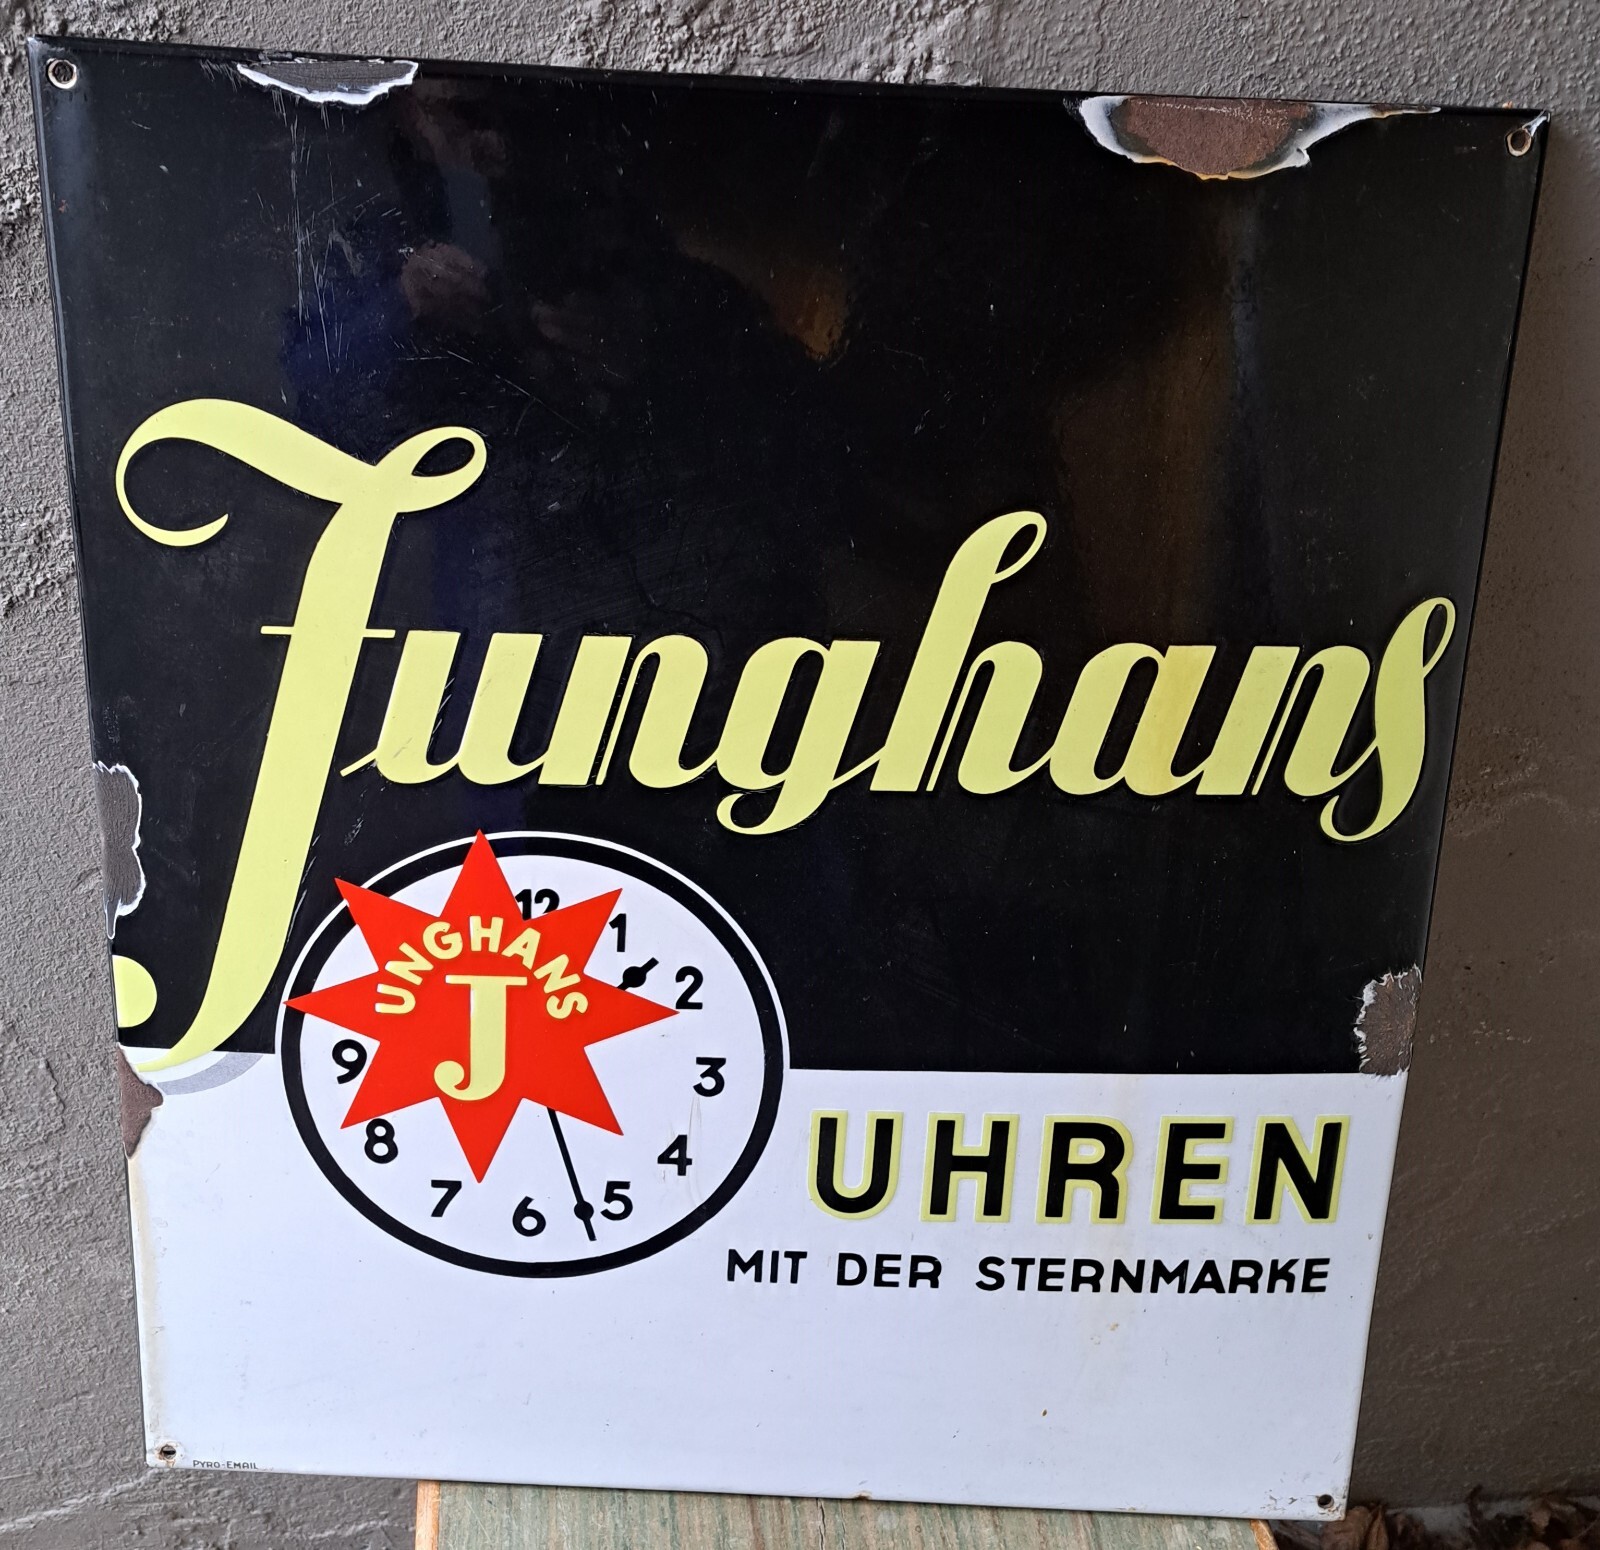 Junghans
12
1
2
3
4
5
6
7
8
9
UNGHANS
J
UHREN
MIT DER STERNMARKE
PYRO-EMAIL